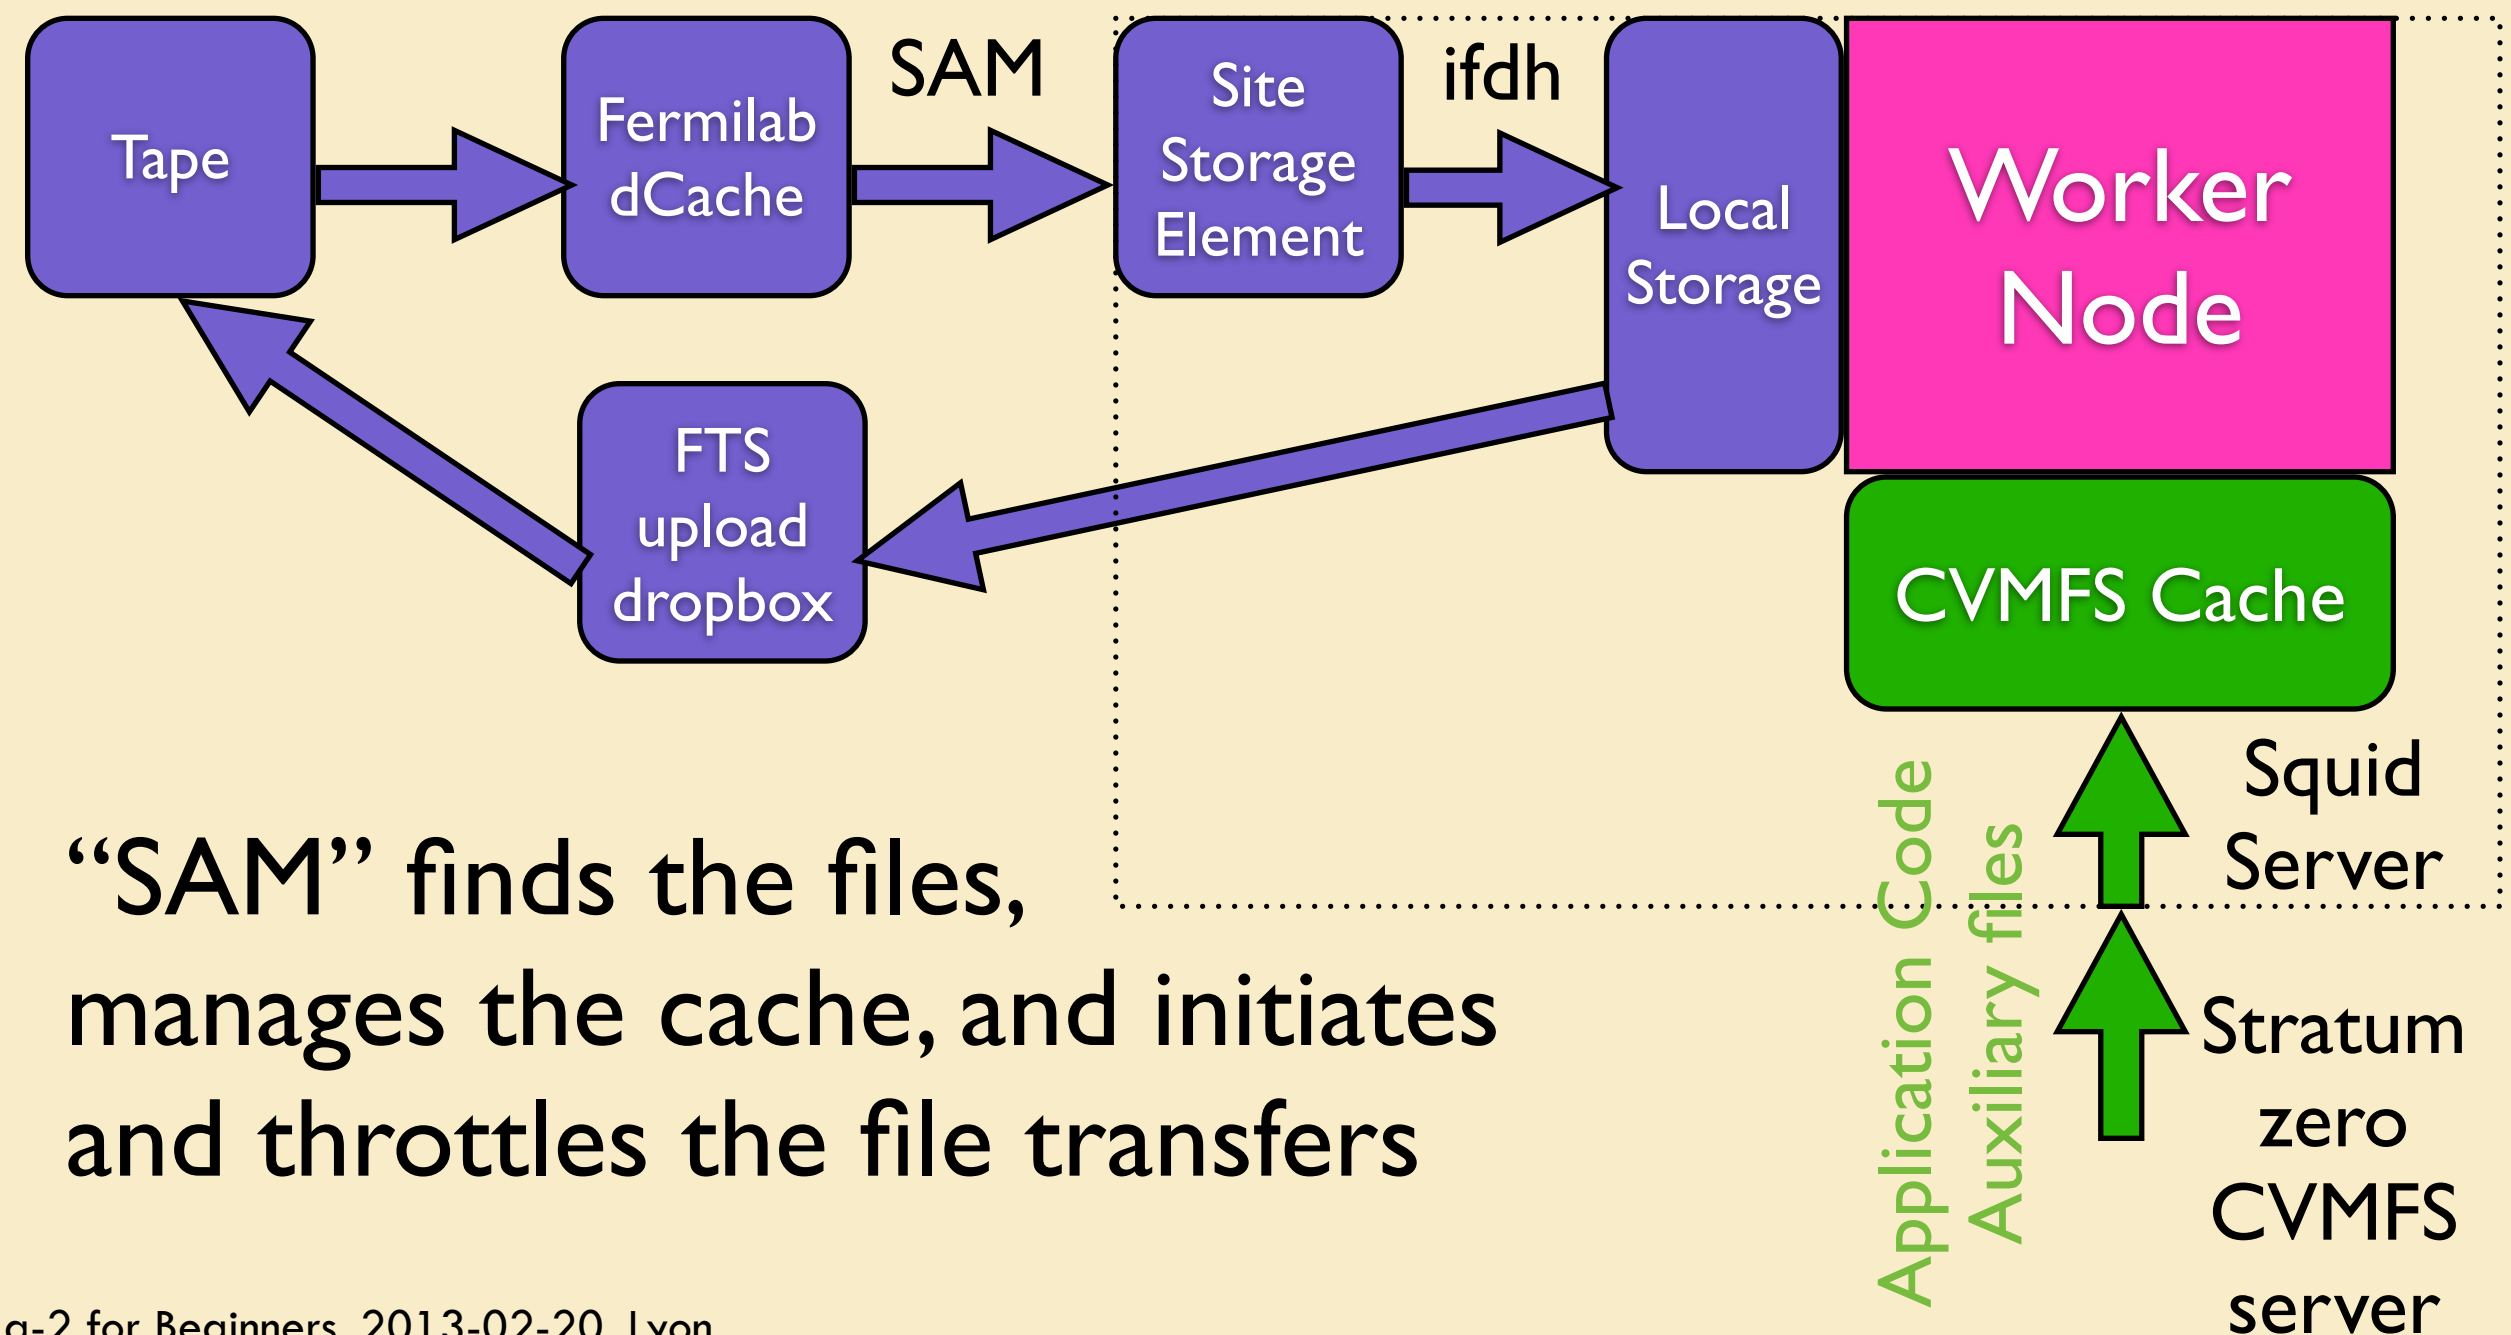 Tape
Fermilab
dCache
SAM
Site
Storage
Element
ifdh
Local
Storage
Worker
Node
FTS
upload
dropbox
CVMFS Cache
Squid
Server
Application Code
Auxiliary files
Stratum
zero
CVMFS
server
“SAM” finds the files,
manages the cache, and initiates
and throttles the file transfers
g-2 for Beginners, 2013-02-20, Lyon